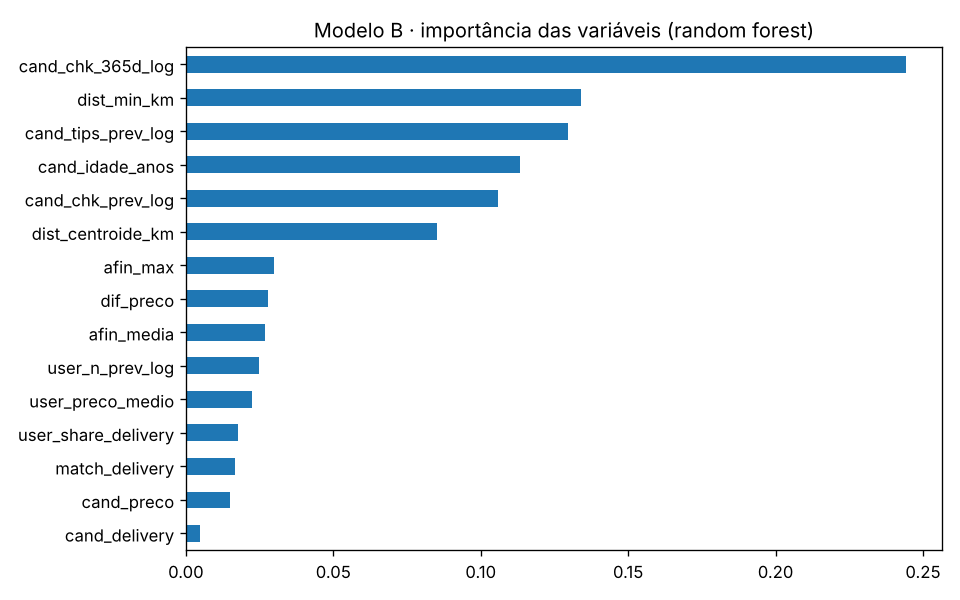 Modelo B · importância das variáveis (random forest)
cand_chk_365d_log
dist_min_km
cand_tips_prev_log
cand_idade_anos
cand_chk_prev_log
dist_centroide_km
afin_max
dif_preco
afin_media
user_n_prev_log
user_preco_medio
user_share_delivery
match_delivery
cand_preco
cand_delivery
0.00 0.05 0.10 0.15 0.20 0.25